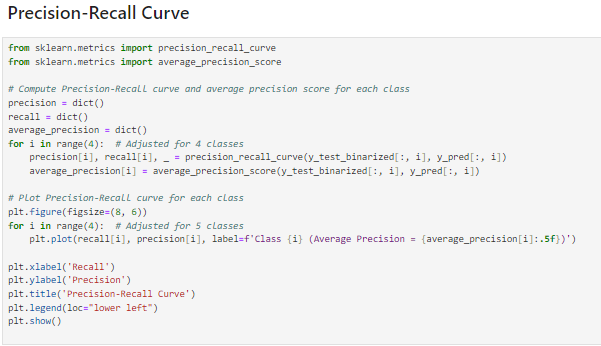 Precision-Recall Curve
from sklearn.metrics import precision_recall_curve
from sklearn.metrics import average_precision_score
# Compute Precision-Recall curve and average precision score for each class
precision = dict()
recall = dict()
average_precision = dict()
for i in range(4):  # Adjusted for 4 classes
    precision[i], recall[i], _ = precision_recall_curve(y_test_binarized[:, i], y_pred[:, i])
    average_precision[i] = average_precision_score(y_test_binarized[:, i], y_pred[:, i])
# Plot Precision-Recall curve for each class
plt.figure(figsize=(8, 6))
for i in range(4):  # Adjusted for 5 classes
    plt.plot(recall[i], precision[i], label=f'Class {i} (Average Precision = {average_precision[i]:.5f})')
plt.xlabel('Recall')
plt.ylabel('Precision')
plt.title('Precision-Recall Curve')
plt.legend(loc="lower left")
plt.show()